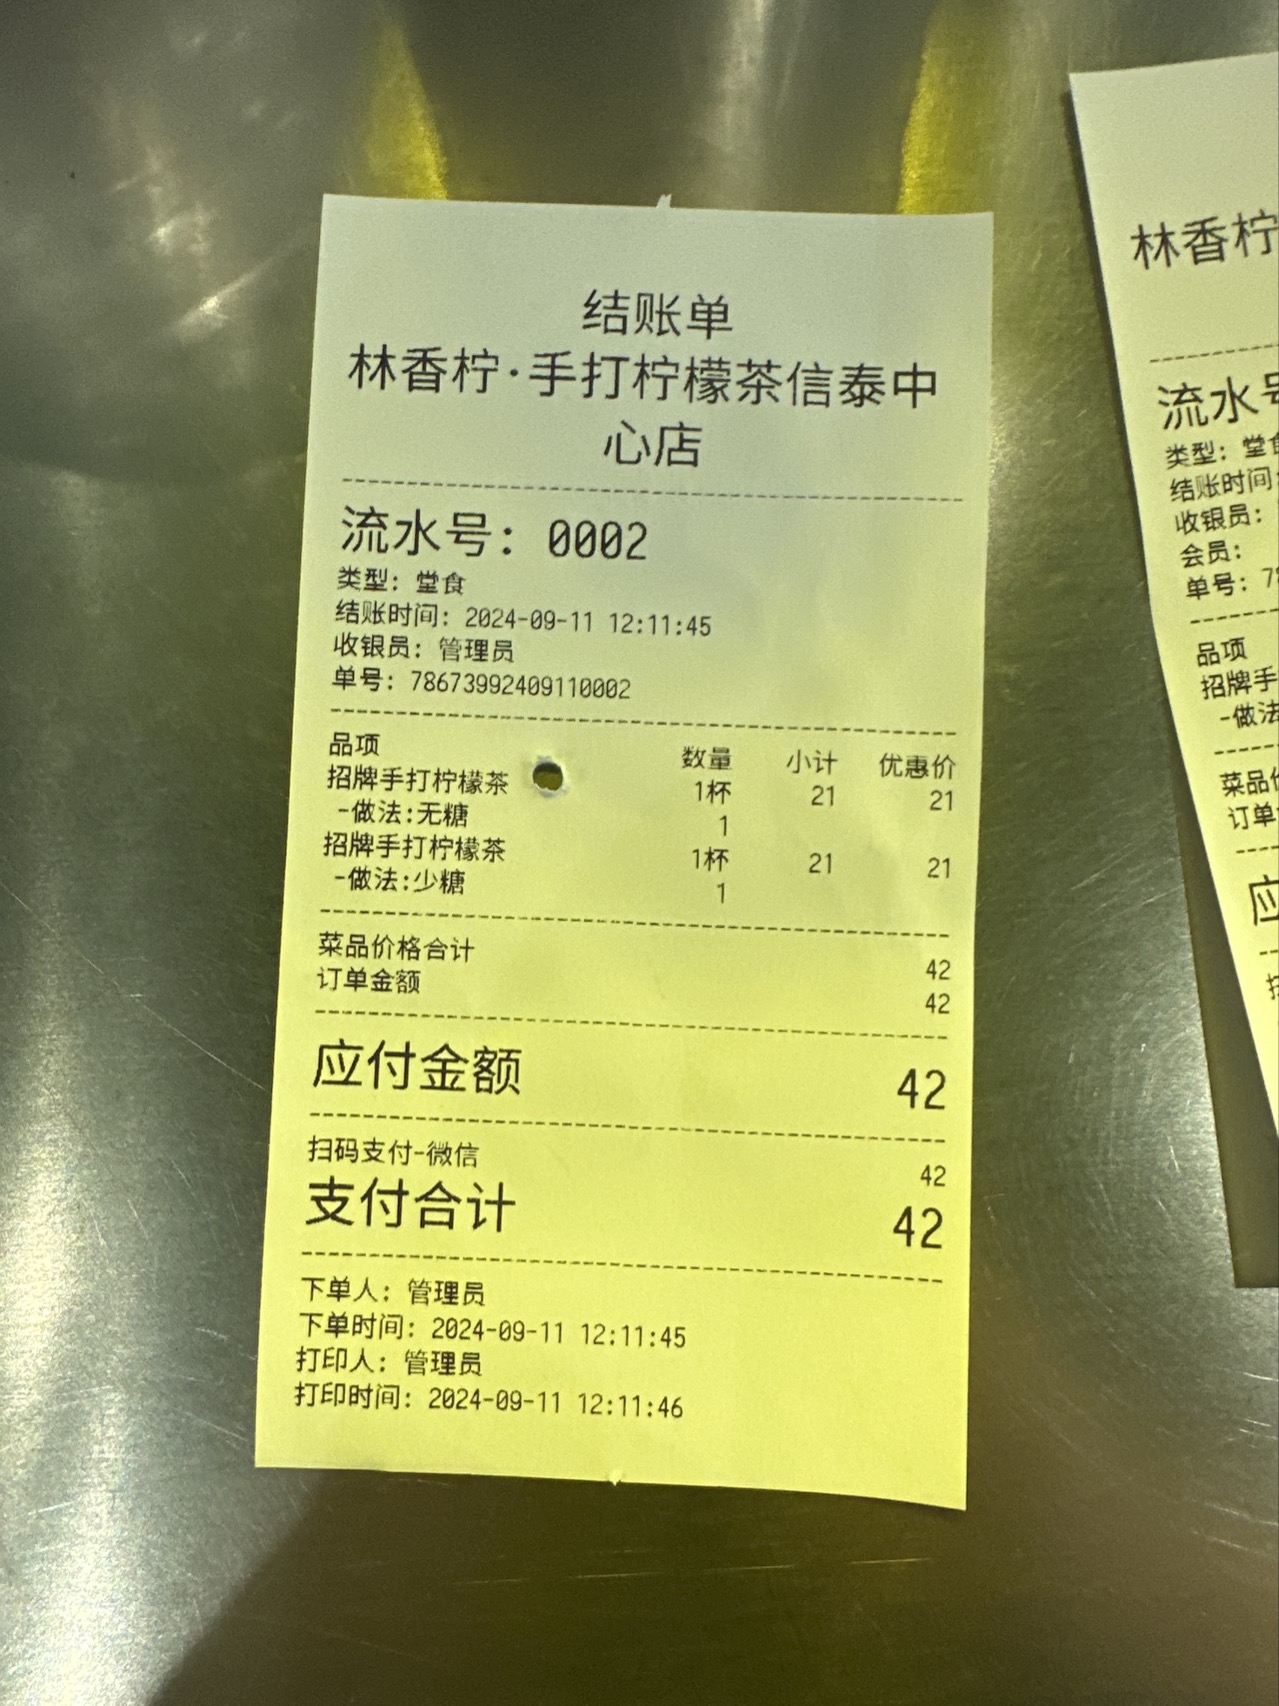 结账单
林香柠·手打柠檬茶信泰中
心店
流水号：0002
类型：堂食
结账时间：2024-09-11 12:11:45
收银员：管理员
单号：78673992409110002
品项 数量 小计 优惠价
招牌手打柠檬茶 1杯 21 21
-做法:无糖 1
招牌手打柠檬茶 1杯 21 21
-做法:少糖 1
菜品价格合计 42
订单金额 42
应付金额 42
扫码支付-微信 42
支付合计 42
下单人：管理员
下单时间：2024-09-11 12:11:45
打印人：管理员
打印时间：2024-09-11 12:11:46
林香柠
流水号
类型：堂食
结账时间:
收银员：
会员：
单号：78
品项
招牌手
-做法
菜品价
订单
应